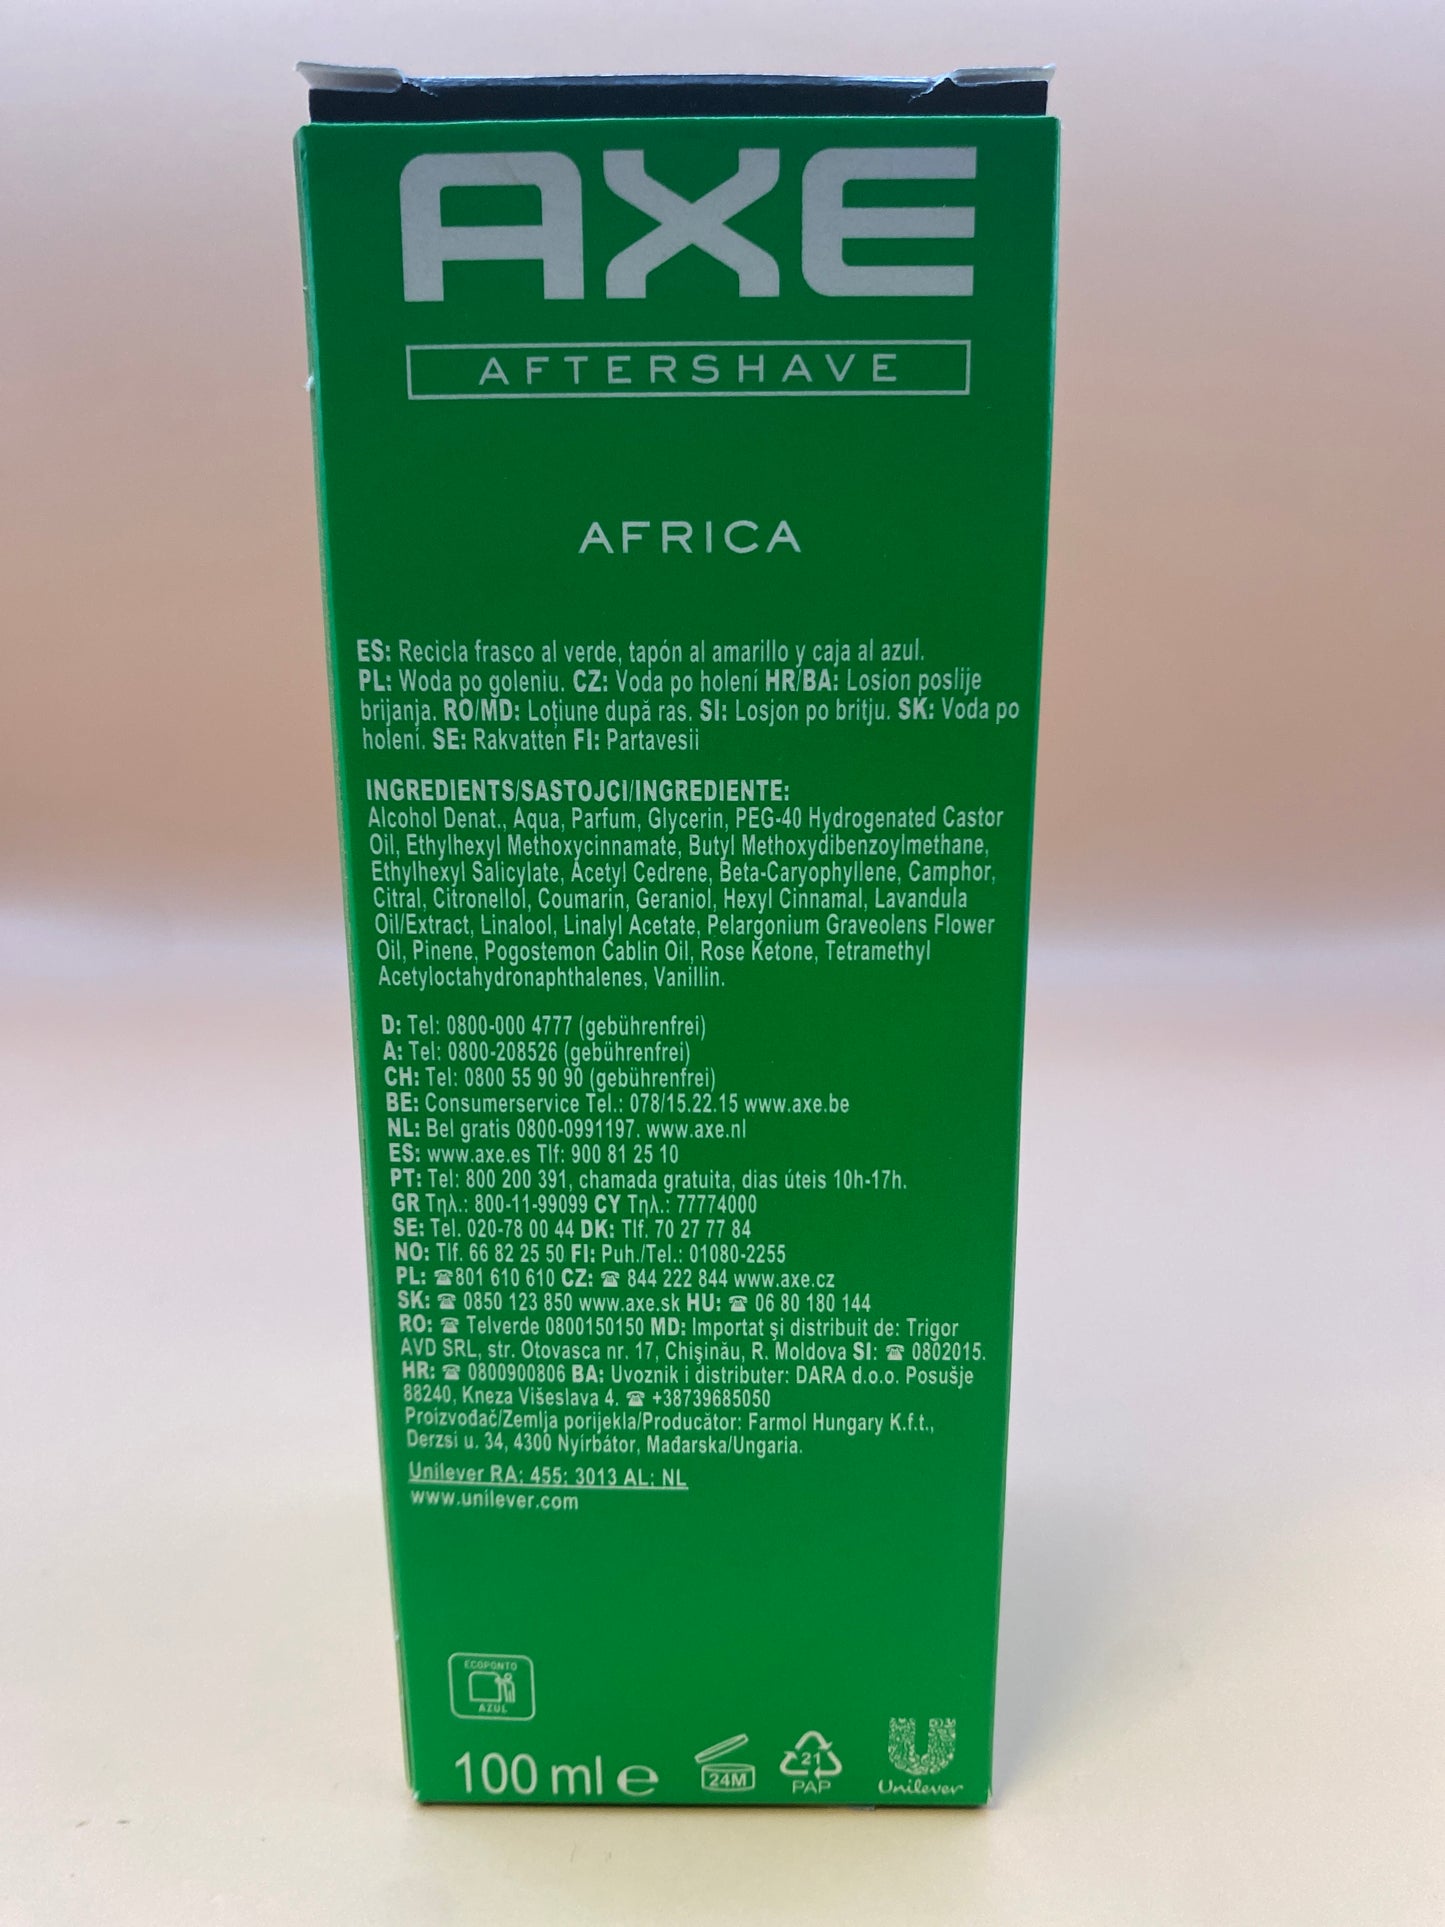 AXE
AFTERSHAVE
AFRICA
ES: Recicla frasco al verde, tapón al amarillo y caja al azul.
PL: Woda po goleniu. CZ: Voda po holení HR/BA: Losion poslije
brijanja. RO/MD: Loțiune după ras. SI: Losjon po britju. SK: Voda po
holení. SE: Rakvatten FI: Partavesii
INGREDIENTS/SASTOJCI/INGREDIENTE:
Alcohol Denat., Aqua, Parfum, Glycerin, PEG-40 Hydrogenated Castor
Oil, Ethylhexyl Methoxycinnamate, Butyl Methoxydibenzoylmethane,
Ethylhexyl Salicylate, Acetyl Cedrene, Beta-Caryophyllene, Camphor,
Citral, Citronellol, Coumarin, Geraniol, Hexyl Cinnamal, Lavandula
Oil/Extract, Linalool, Linalyl Acetate, Pelargonium Graveolens Flower
Oil, Pinene, Pogostemon Cablin Oil, Rose Ketone, Tetramethyl
Acetyloctahydronaphthalenes, Vanillin.
D: Tel: 0800-000 4777 (gebührenfrei)
A: Tel: 0800-208526 (gebührenfrei)
CH: Tel: 0800 55 90 90 (gebührenfrei)
BE: Consumerservice Tel.: 078/15.22.15 www.axe.be
NL: Bel gratis 0800-0991197. www.axe.nl
ES: www.axe.es Tlf: 900 81 25 10
PT: Tel: 800 200 391, chamada gratuita, dias úteis 10h-17h.
GR Τηλ.: 800-11-99099 CY Τηλ.: 77774000
SE: Tel. 020-78 00 44 DK: Tlf. 70 27 77 84
NO: Tlf. 66 82 25 50 FI: Puh./Tel.: 01080-2255
PL: ☎801 610 610 CZ: ☎ 844 222 844 www.axe.cz
SK: ☎ 0850 123 850 www.axe.sk HU: ☎ 06 80 180 144
RO: ☎ Telverde 0800150150 MD: Importat şi distribuit de: Trigor
AVD SRL, str. Otovasca nr. 17, Chişinău, R. Moldova SI: ☎ 0802015.
HR: ☎ 0800900806 BA: Uvoznik i distributer: DARA d.o.o. Posušje
88240, Kneza Višeslava 4. ☎ +38739685050
Proizvođač/Zemlja porijekla/Producător: Farmol Hungary K.f.t.,
Derzsi u. 34, 4300 Nyírbátor, Mađarska/Ungaria.
Unilever RA: 455: 3013 AL: NL
www.unilever.com
ECOPONTO
AZUL
100 ml e
24M
21
PAP
Unilever